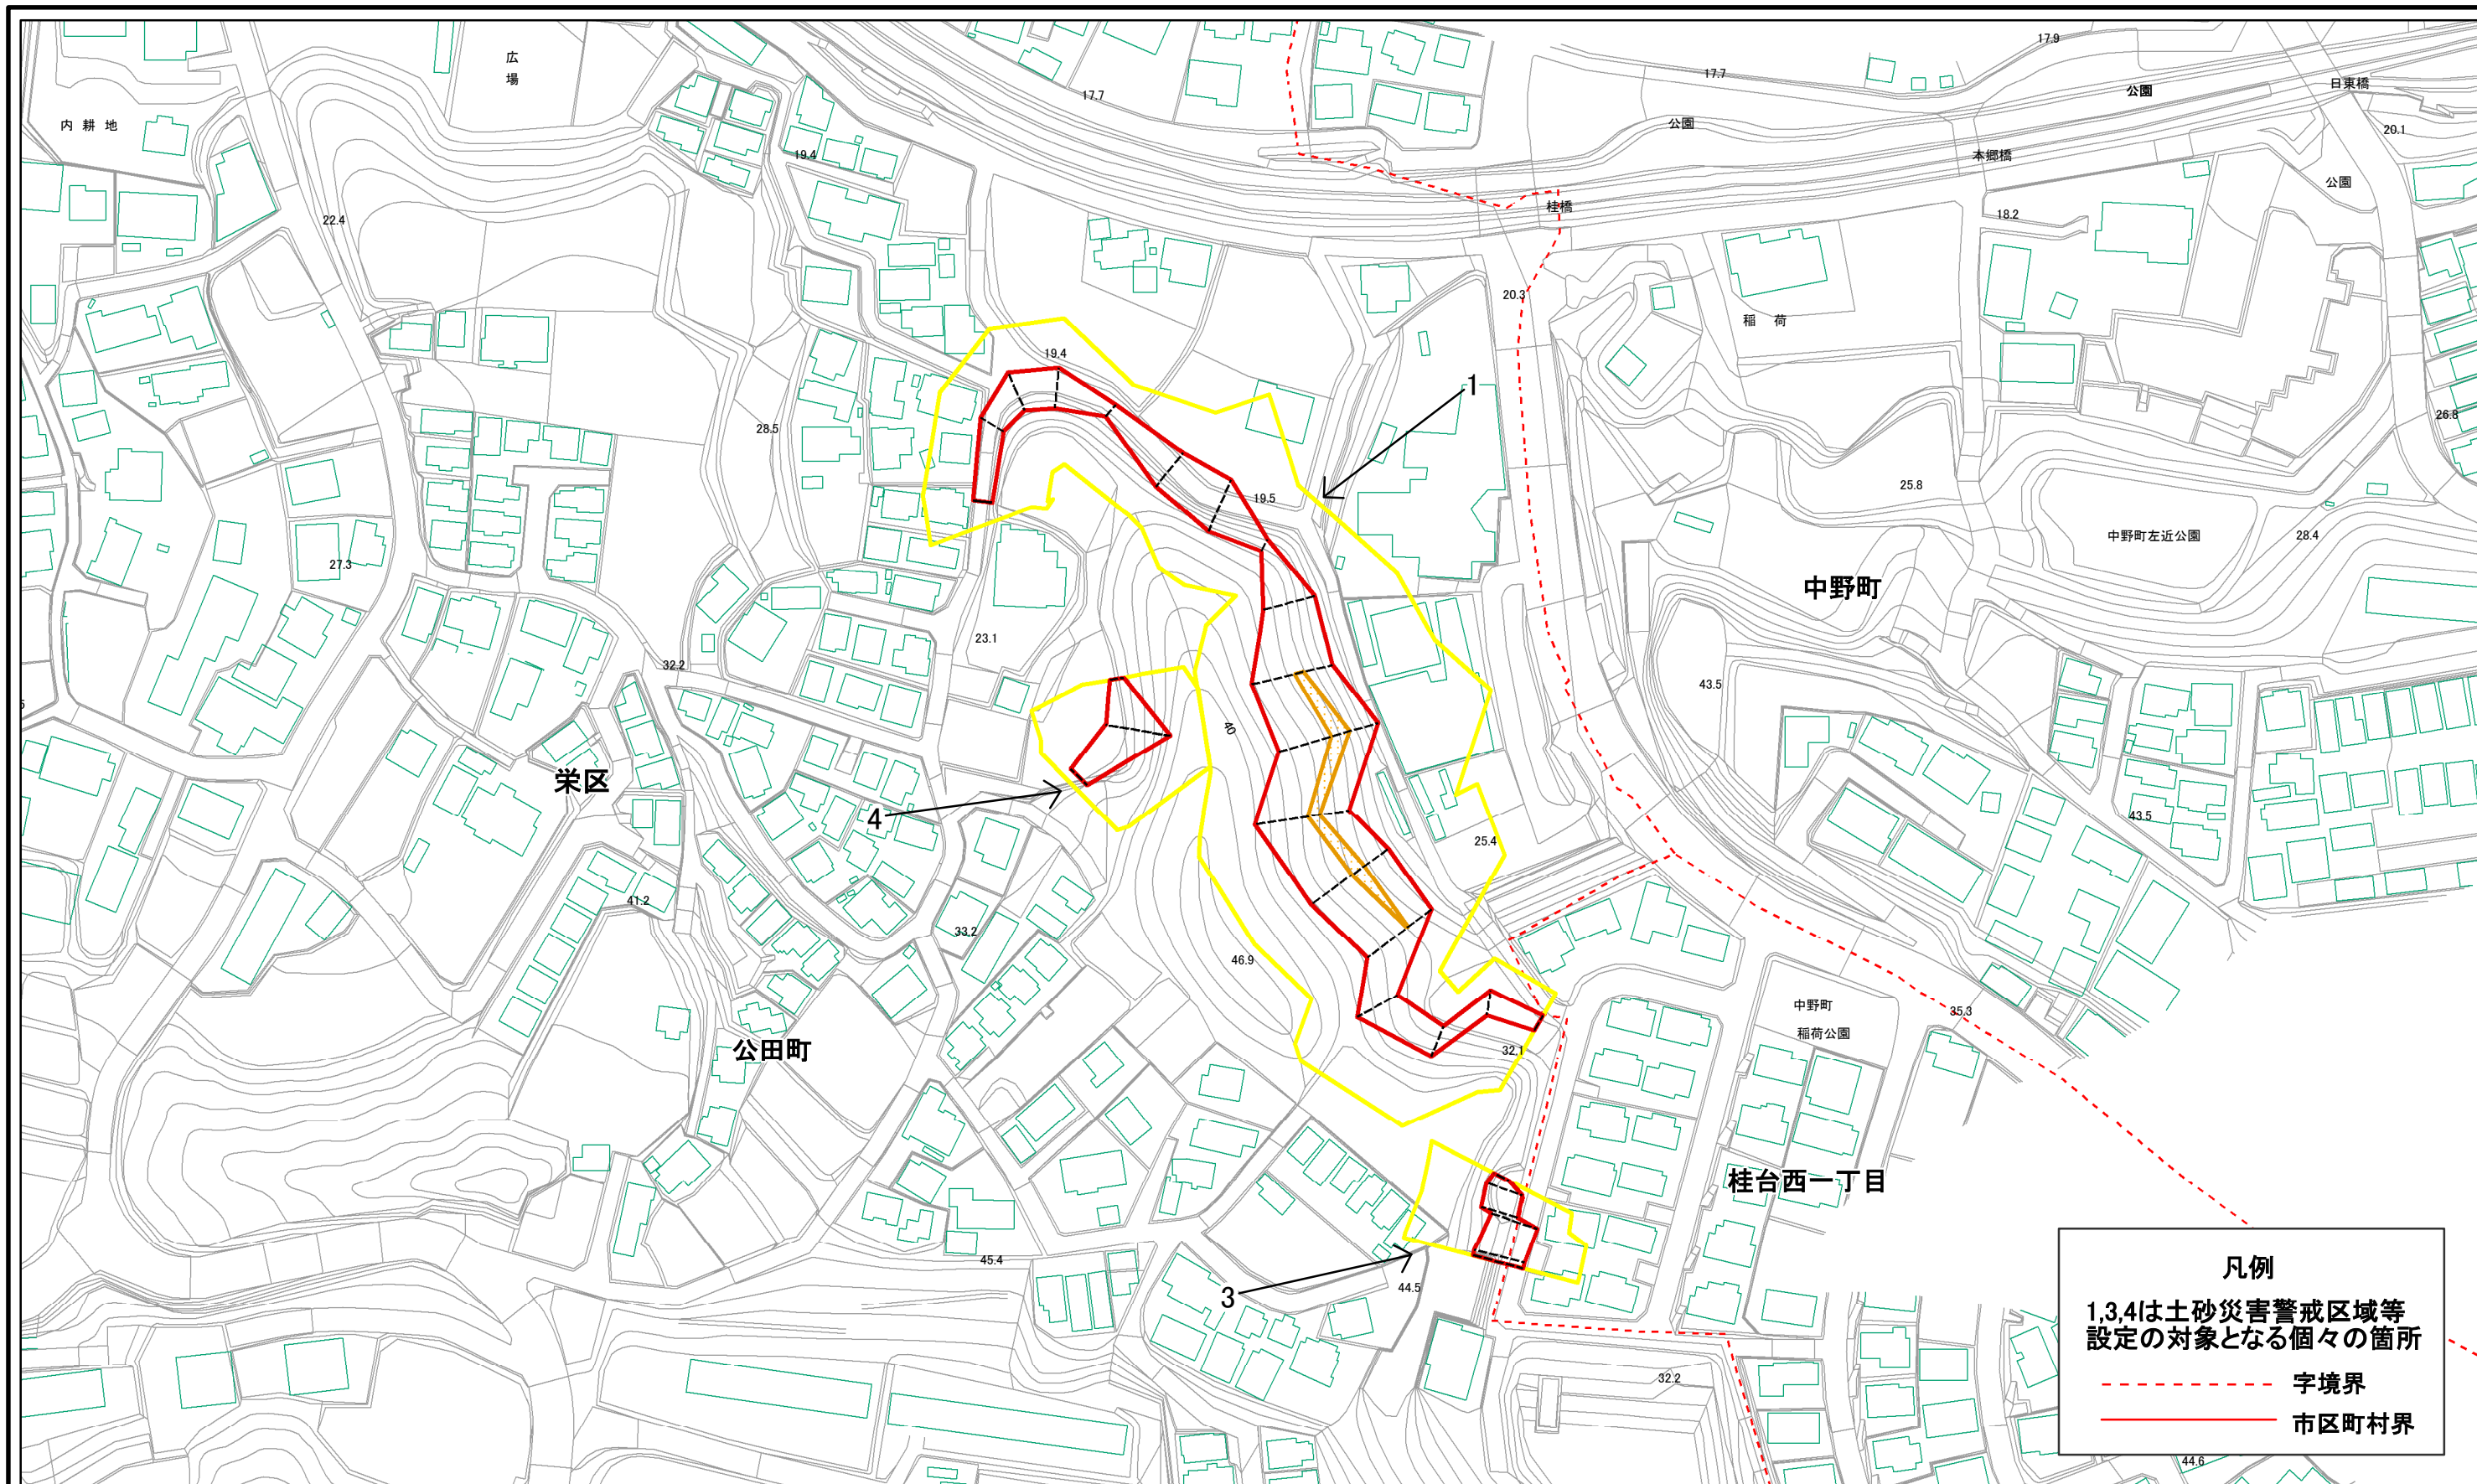 広
場
17.9
17.7
日東橋
公園
17.7
内 耕 地
公園
20.1
19.4
本郷橋
公園
桂橋
18.2
22.4
20.3
稲 荷
19.4
1
26.8
28.5
25.8
19.5
中野町左近公園
28.4
27.3
中野町
23.1
32.2
43.5
40
栄区
4
43.5
25.4
41.2
33.2
46.9
中野町
稲荷公園
35.3
公田町
32.1
桂台西一丁目
45.4
3
44.5
32.2
凡例
1,3,4は土砂災害警戒区域等
設定の対象となる個々の箇所
字境界
市区町村界
44.6